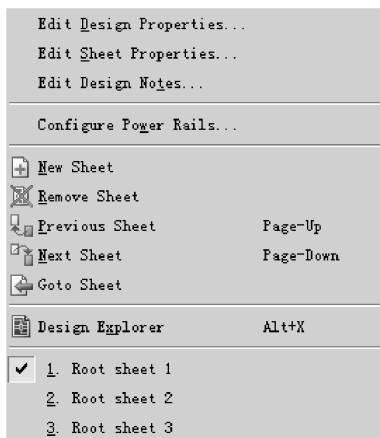 Edit Design Properties...
Edit Sheet Properties...
Edit Design Notes...
Configure Power Rails...
New Sheet
Remove Sheet
Previous Sheet Page-Up
Next Sheet Page-Down
Goto Sheet
Design Explorer Alt+X
1. Root sheet 1
2. Root sheet 2
3. Root sheet 3